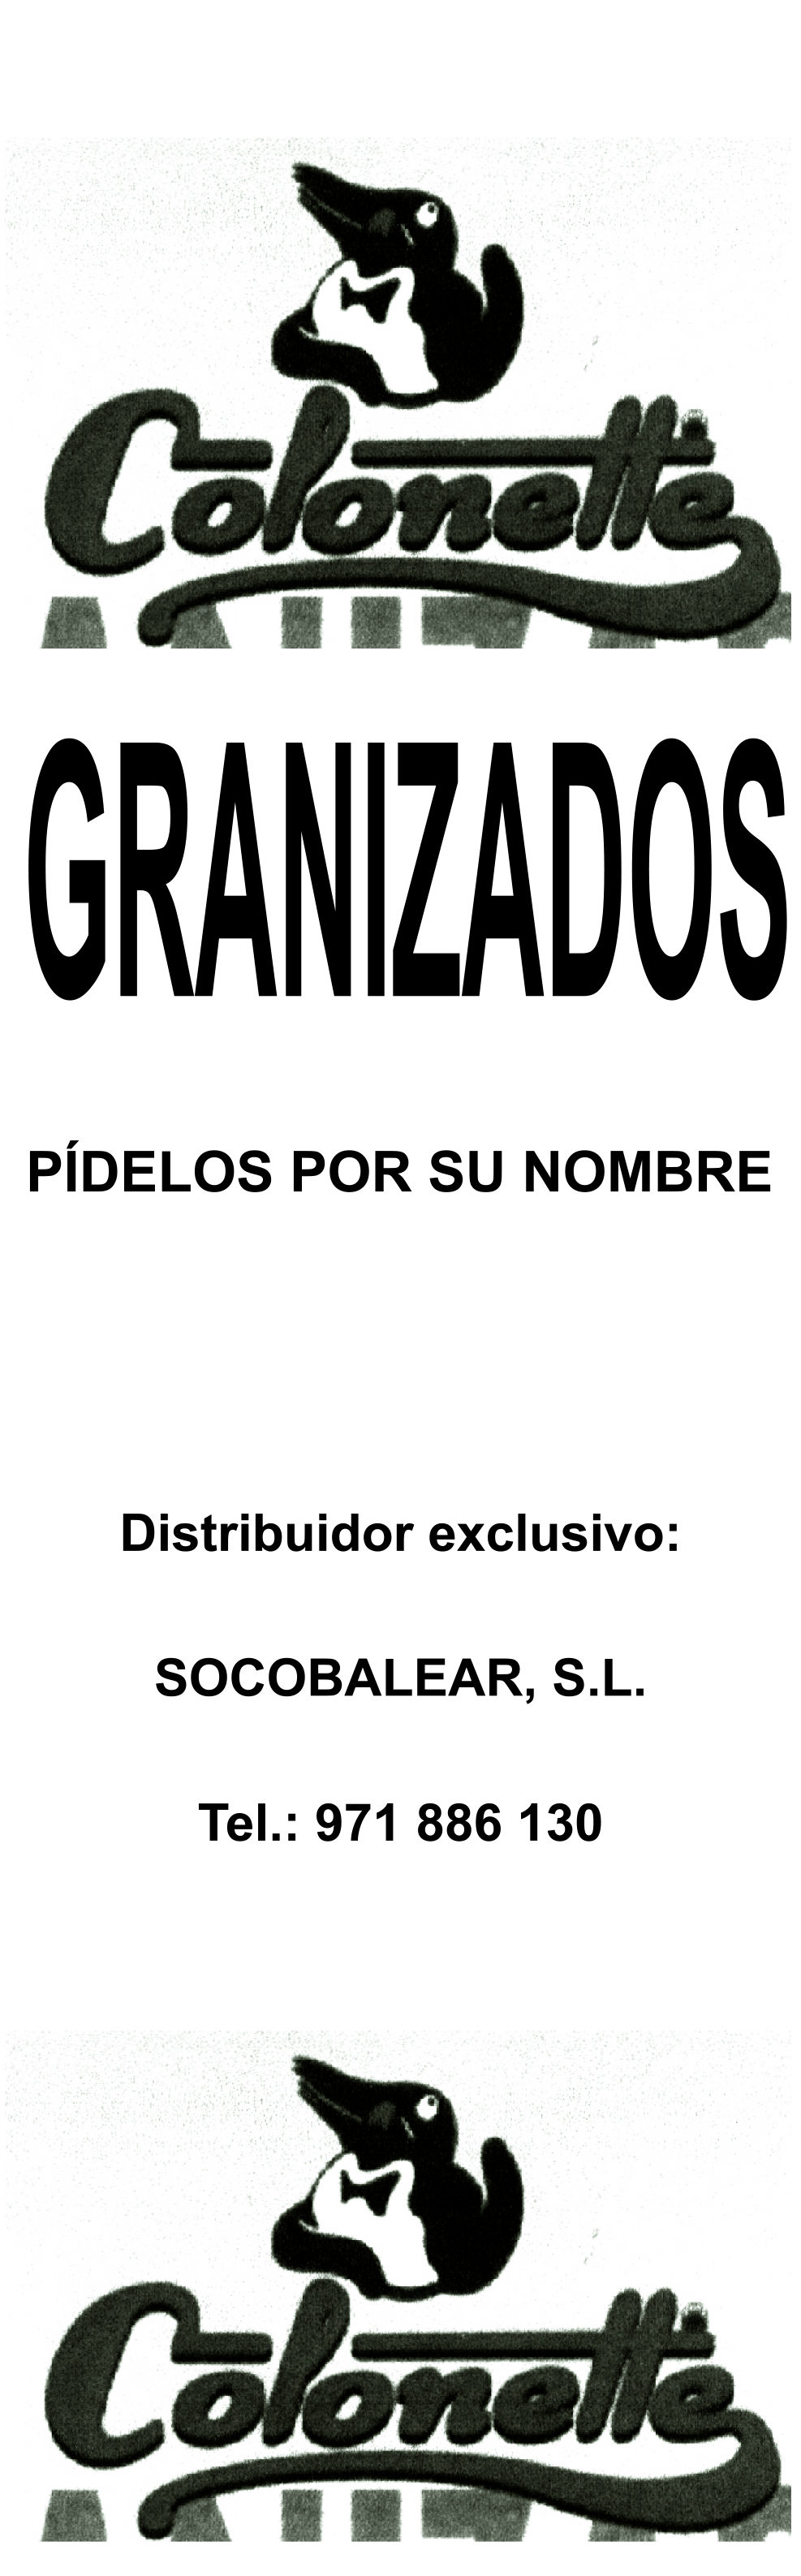 Colonette
GRANIZADOS
PÍDELOS POR SU NOMBRE
Distribuidor exclusivo:
SOCOBALEAR, S.L.
Tel.: 971 886 130
Colonette